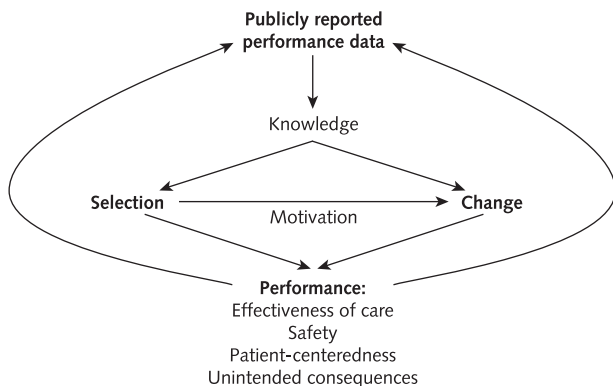 Publicly reported
performance data
Knowledge
Selection
Change
Motivation
Performance:
Effectiveness of care
Safety
Patient-centeredness
Unintended consequences